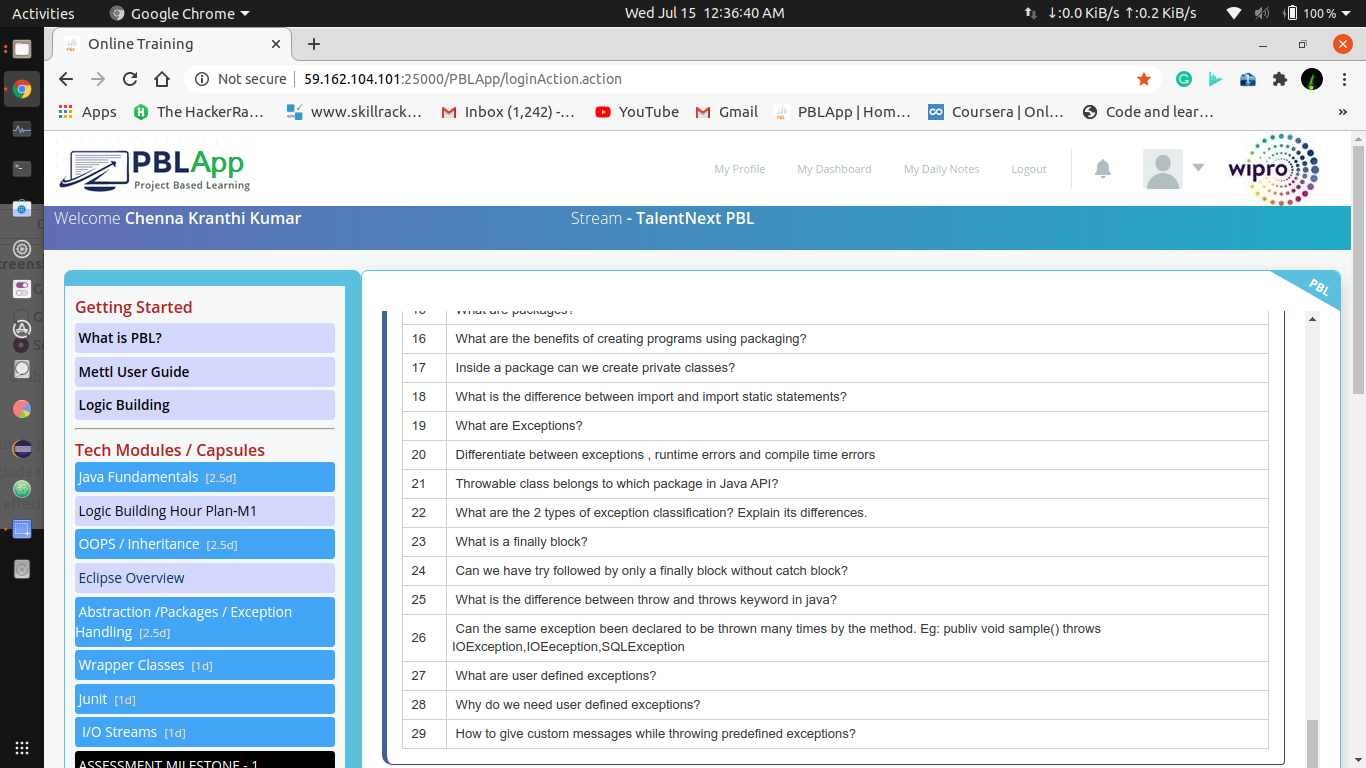 Activities
Google Chrome
Wed Jul 15 12:36:40 AM
↓:0.0 KiB/s ↑:0.2 KiB/s
100 %
Online Training
Not secure
59.162.104.101:25000/PBLApp/loginAction.action
Apps
The HackerRa...
www.skillrack...
Inbox (1,242) -...
YouTube
Gmail
PBLApp | Hom...
Coursera | Onl...
Code and lear...
»
PBLApp
Project Based Learning
My Profile
My Dashboard
My Daily Notes
Logout
wipro
Welcome Chenna Kranthi Kumar
Stream - TalentNext PBL
PBL
Getting Started
What is PBL?
Mettl User Guide
Logic Building
Tech Modules / Capsules
Java Fundamentals [2.5d]
Logic Building Hour Plan-M1
OOPS / Inheritance [2.5d]
Eclipse Overview
Abstraction /Packages / Exception
Handling [2.5d]
Wrapper Classes [1d]
Junit [1d]
I/O Streams [1d]
ASSESSMENT MILESTONE - 1
What are packages?
16 What are the benefits of creating programs using packaging?
17 Inside a package can we create private classes?
18 What is the difference between import and import static statements?
19 What are Exceptions?
20 Differentiate between exceptions , runtime errors and compile time errors
21 Throwable class belongs to which package in Java API?
22 What are the 2 types of exception classification? Explain its differences.
23 What is a finally block?
24 Can we have try followed by only a finally block without catch block?
25 What is the difference between throw and throws keyword in java?
26 Can the same exception been declared to be thrown many times by the method. Eg: publiv void sample() throws
IOException,IOEeception,SQLException
27 What are user defined exceptions?
28 Why do we need user defined exceptions?
29 How to give custom messages while throwing predefined exceptions?